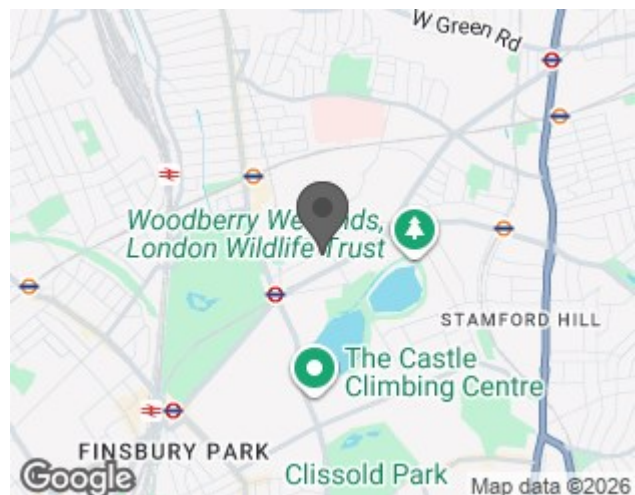 W Green Rd
Woodberry Wetlands,
London Wildlife Trust
STAMFORD HILL
The Castle
Climbing Centre
FINSBURY PARK
Clissold Park
Google
Map data ©2026